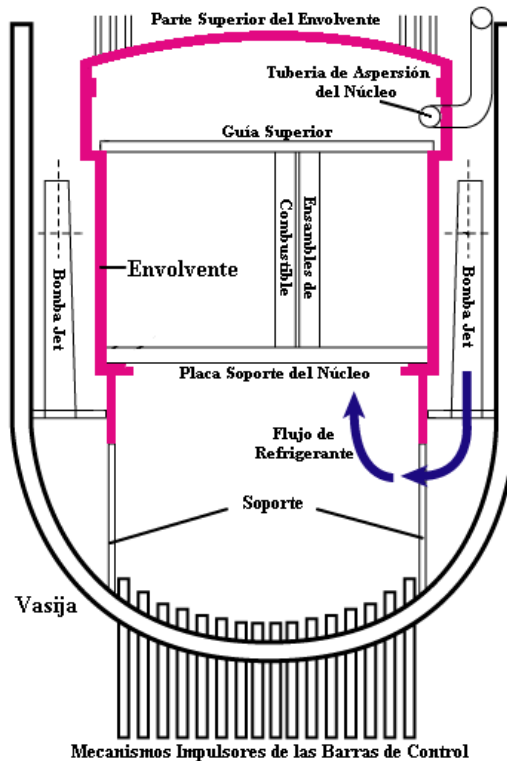 Parte Superior del Envolvente
Tuberia de Aspersión
del Núcleo
Guía Superior
Bomba Jet
Envolvente
Combustible
Ensambles de
Bomba Jet
Placa Soporte del Núcleo
Flujo de
Refrigerante
Soporte
Vasija
Mecanismos Impulsores de las Barras de Control